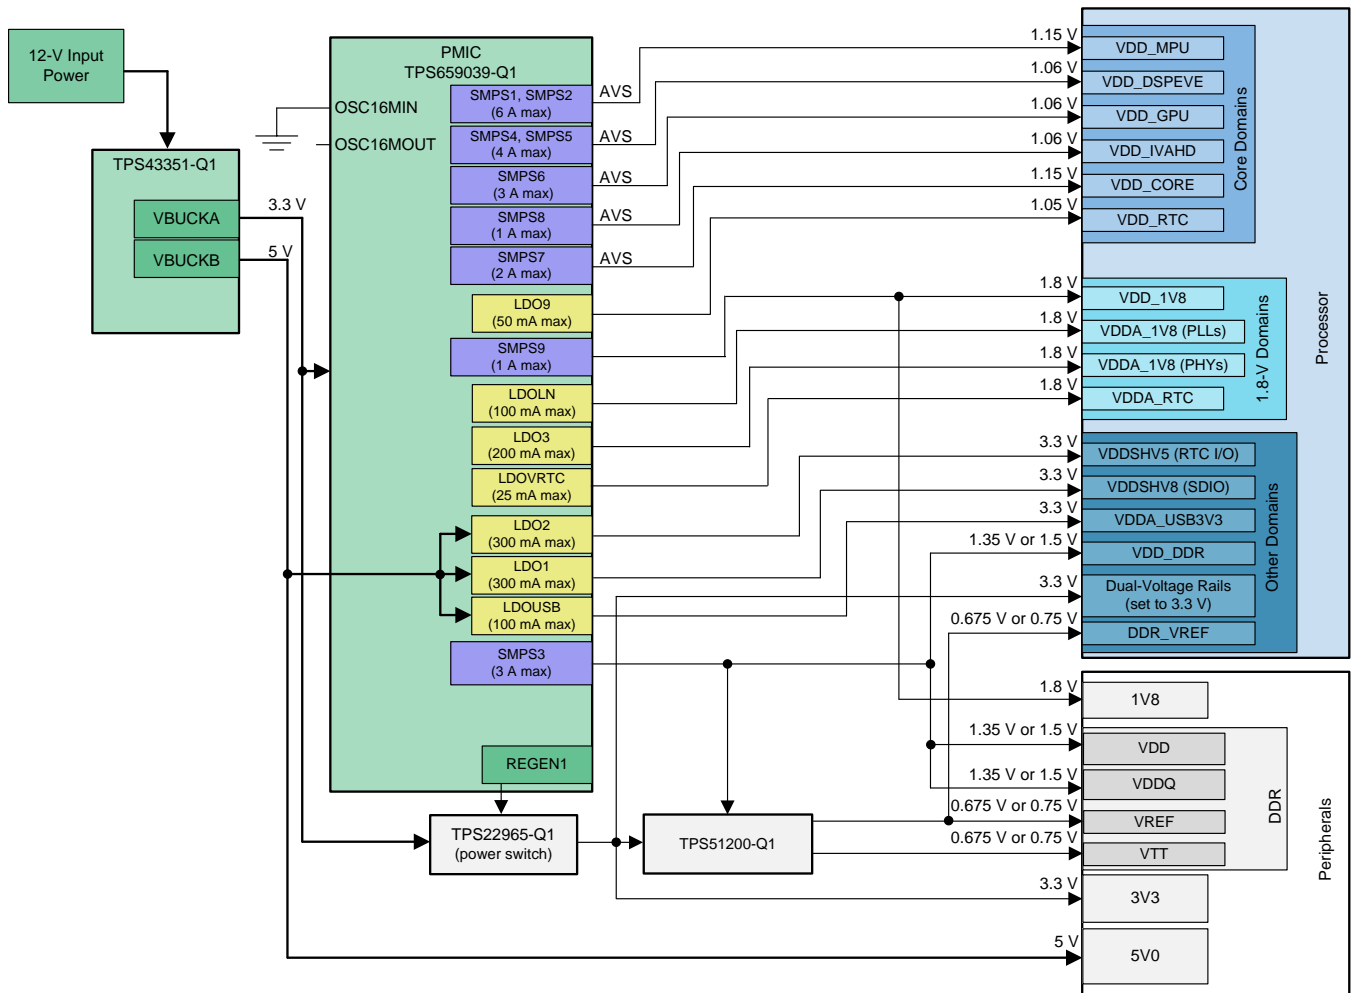 12-V Input
Power
TPS43351-Q1
VBUCKA
VBUCKB
3.3 V
5 V
PMIC
TPS659039-Q1
OSC16MIN
OSC16MOUT
SMPS1, SMPS2
(6 A max)
AVS
SMPS4, SMPS5
(4 A max)
AVS
SMPS6
(3 A max)
AVS
SMPS8
(1 A max)
AVS
SMPS7
(2 A max)
AVS
LDO9
(50 mA max)
SMPS9
(1 A max)
LDOLN
(100 mA max)
LDO3
(200 mA max)
LDOVRTC
(25 mA max)
LDO2
(300 mA max)
LDO1
(300 mA max)
LDOUSB
(100 mA max)
SMPS3
(3 A max)
REGEN1
TPS22965-Q1
(power switch)
TPS51200-Q1
1.15 V
VDD_MPU
1.06 V
VDD_DSPEVE
1.06 V
VDD_GPU
1.06 V
VDD_IVAHD
1.15 V
VDD_CORE
1.05 V
VDD_RTC
Core Domains
1.8 V
VDD_1V8
1.8 V
VDDA_1V8 (PLLs)
1.8 V
VDDA_1V8 (PHYs)
1.8 V
VDDA_RTC
1.8-V Domains
3.3 V
VDDSHV5 (RTC I/O)
3.3 V
VDDSHV8 (SDIO)
3.3 V
VDDA_USB3V3
1.35 V or 1.5 V
VDD_DDR
3.3 V
Dual-Voltage Rails
(set to 3.3 V)
0.675 V or 0.75 V
DDR_VREF
Other Domains
Processor
1.8 V
1V8
1.35 V or 1.5 V
VDD
1.35 V or 1.5 V
VDDQ
0.675 V or 0.75 V
VREF
0.675 V or 0.75 V
VTT
DDR
3.3 V
3V3
5 V
5V0
Peripherals